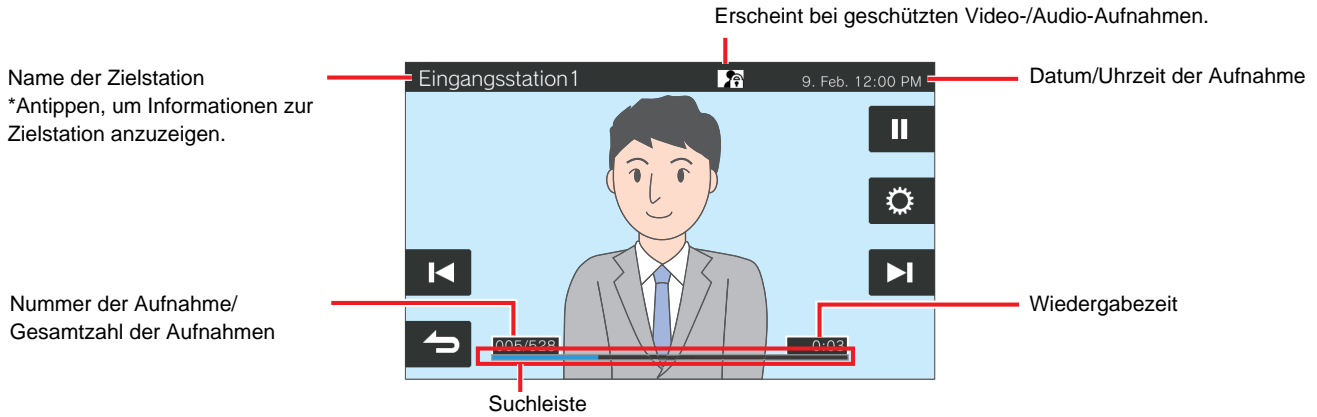 Erscheint bei geschützten Video-/Audio-Aufnahmen.
Name der Zielstation
*Antippen, um Informationen zur
Zielstation anzuzeigen.
Eingangsstation1
9. Feb. 12:00 PM
Datum/Uhrzeit der Aufnahme
Nummer der Aufnahme/
Gesamtzahl der Aufnahmen
005/528
0:03
Wiedergabezeit
Suchleiste